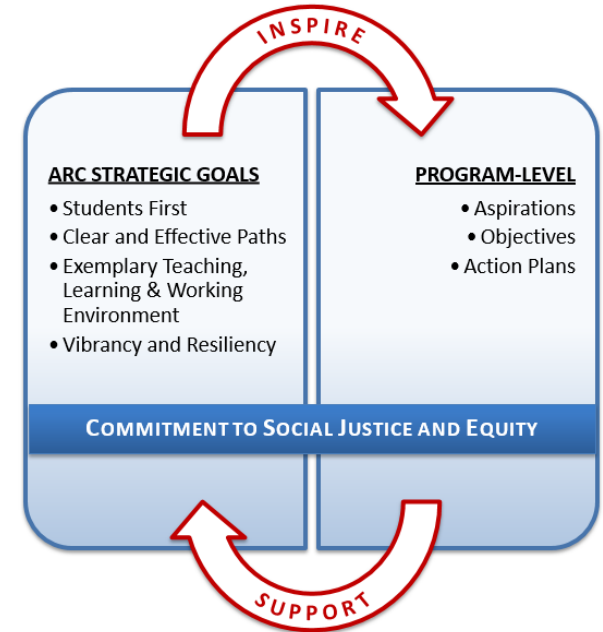 INSPIRE
ARC STRATEGIC GOALS
• Students First
• Clear and Effective Paths
• Exemplary Teaching,
Learning & Working
Environment
• Vibrancy and Resiliency
PROGRAM-LEVEL
• Aspirations
• Objectives
• Action Plans
COMMITMENT TO SOCIAL JUSTICE AND EQUITY
SUPPORT